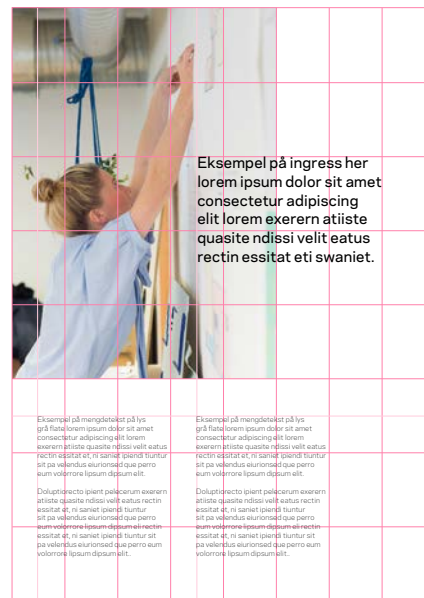 Eksempel på ingress her
lorem ipsum dolor sit amet
consectetur adipiscing
elit lorem exerern atiiste
quasite ndissi velit eatus
rectin essitat eti swaniet.
Eksempel på mengdetekst på lys
grå flate lorem ipsum dolor sit amet
consectetur adipiscing elit lorem
exerern atiiste quasite ndissi velit eatus
rectin essitat et, ni saniet ipiendi tiuntur
sit pa velendus eiurionsed que perro
eum volorrore lipsum dipsum elit.
Doluptiorecto ipient pelecerum exerern
atiiste quasite ndissi velit eatus rectin
essitat et, ni saniet ipiendi tiuntur
sit pa velendus eiurionsed que perro
eum volorrore lipsum dipsum eli rectin
essitat et, ni saniet ipiendi tiuntur sit
pa velendus eiurionsed que perro eum
volorrore lipsum dipsum elit..
Eksempel på mengdetekst på lys
grå flate lorem ipsum dolor sit amet
consectetur adipiscing elit lorem
exerern atiiste quasite ndissi velit eatus
rectin essitat et, ni saniet ipiendi tiuntur
sit pa velendus eiurionsed que perro
eum volorrore lipsum dipsum elit.
Doluptiorecto ipient pelecerum exerern
atiiste quasite ndissi velit eatus rectin
essitat et, ni saniet ipiendi tiuntur
sit pa velendus eiurionsed que perro
eum volorrore lipsum dipsum eli rectin
essitat et, ni saniet ipiendi tiuntur sit
pa velendus eiurionsed que perro eum
volorrore lipsum dipsum elit..